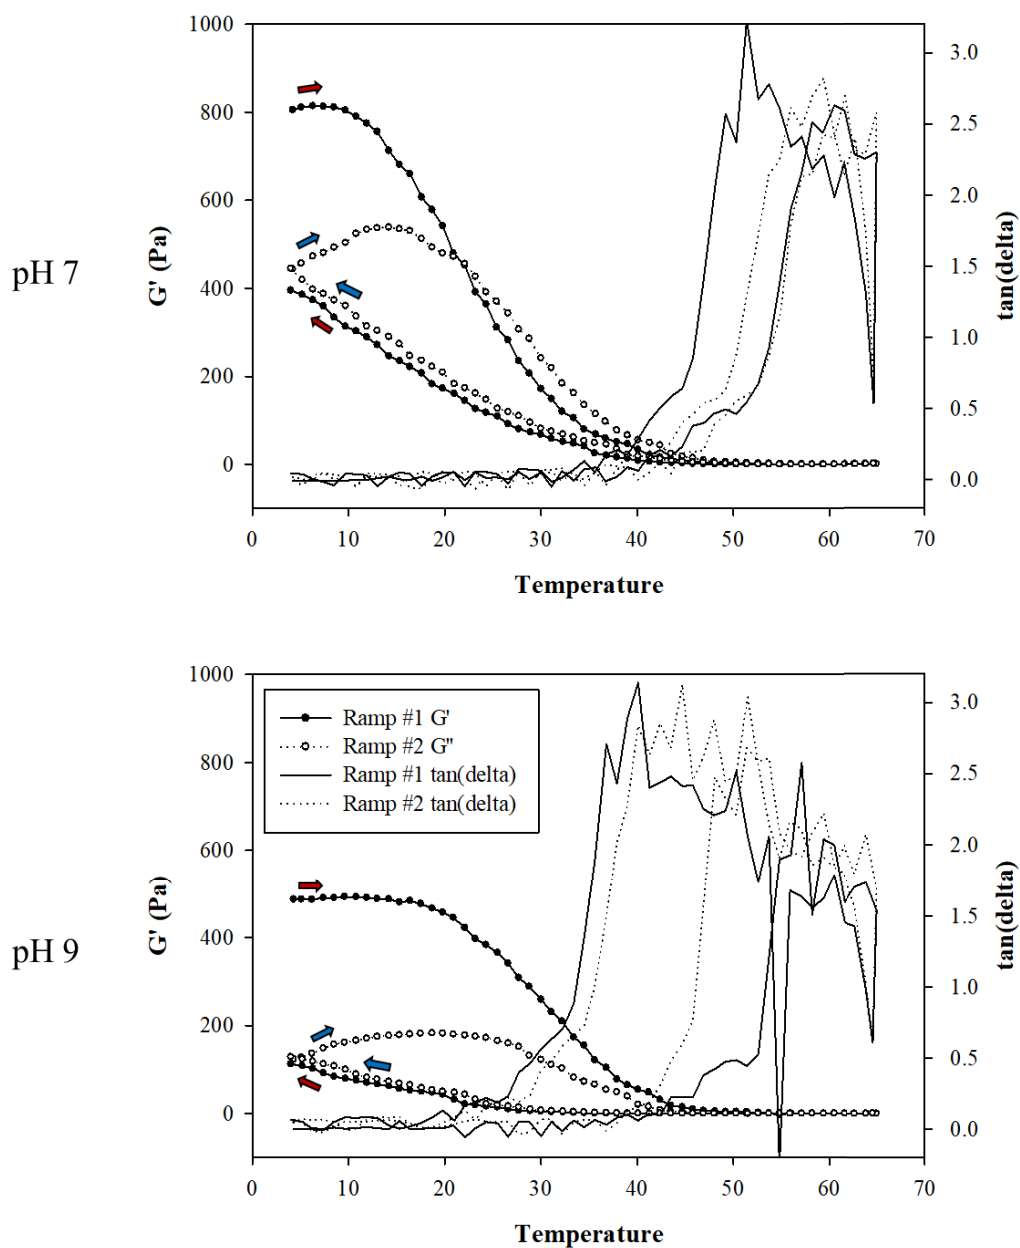 pH 7
G' (Pa)
1000
800
600
400
200
0
tan(delta)
3.0
2.5
2.0
1.5
1.0
0.5
0.0
0 10 20 30 40 50 60 70
Temperature
pH 9
G' (Pa)
1000
800
600
400
200
0
Ramp #1 G'
Ramp #2 G"
Ramp #1 tan(delta)
Ramp #2 tan(delta)
tan(delta)
3.0
2.5
2.0
1.5
1.0
0.5
0.0
0 10 20 30 40 50 60 70
Temperature